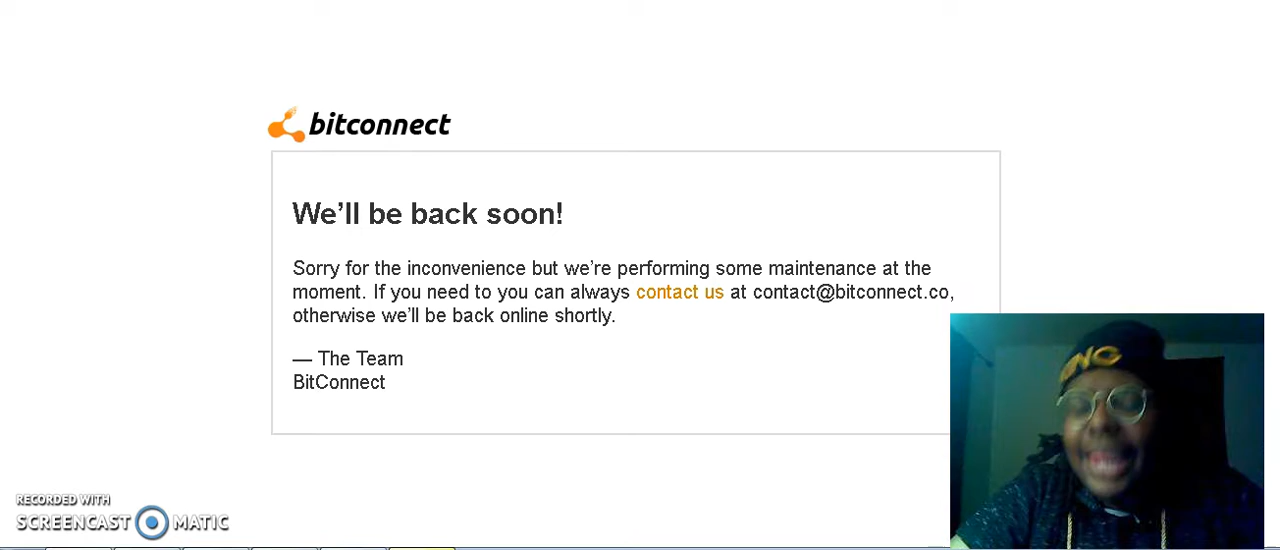 bitconnect
We’ll be back soon!
Sorry for the inconvenience but we’re performing some maintenance at the
moment. If you need to you can always contact us at contact@bitconnect.co,
otherwise we’ll be back online shortly.
— The Team
BitConnect
RECORDED WITH
SCREENCAST MATIC